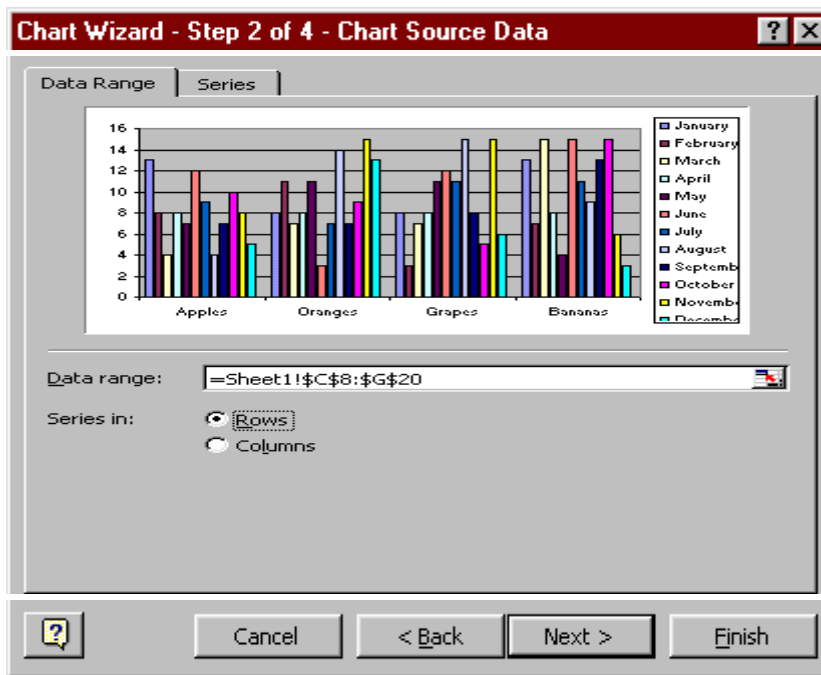 Chart Wizard - Step 2 of 4 - Chart Source Data
Data Range
Series
16
14
12
10
8
6
4
2
0
Apples
Oranges
Grapes
Bananas
January
February
March
April
May
June
July
August
Septemb
October
Novembe
Data range:
=Sheet1!$C$8:$G$20
Series in:
Rows
Columns
Cancel
< Back
Next >
Finish